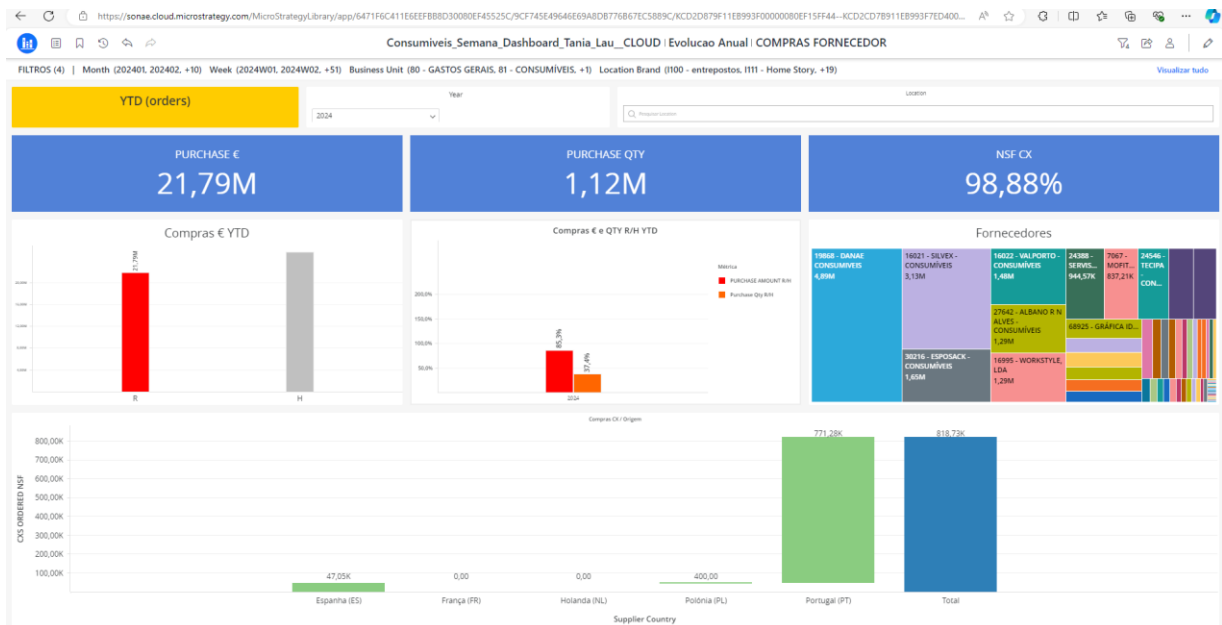 https://sonae.cloud.microstrategy.com/MicroStrategyLibrary/app/6471F6C411E6EEFBB8D30080EF45525C/9CF745E49646E69A8DB776B67EC5889C/KCD2D879F11EB993F00000080EF15FF44--KCD2CD7B911EB993F7ED400...
Consumiveis_Semana_Dashboard_Tania_Lau__CLOUD | Evolucao Anual | COMPRAS FORNECEDOR
FILTROS (4) | Month (202401, 202402, +10) Week (2024W01, 2024W02, +51) Business Unit (80 - GASTOS GERAIS, 81 - CONSUMÍVEIS, +1) Location Brand (I100 - entrepostos, I111 - Home Story, +19)
Visualizar tudo
YTD (orders)
Year
2024
Location
Pesquisa Location
PURCHASE €
21,79M
PURCHASE QTY
1,12M
NSF CX
98,88%
Compras € YTD
21,79M
R
H
Compras € e QTY R/H YTD
Métrica
PURCHASE AMOUNT R/H
Purchase Qty R/H
200,0%
150,0%
100,0%
50,0%
85,3%
37,4%
2024
Fornecedores
19868 - DANAE
CONSUMIVEIS
4,89M
16021 - SILVEX -
CONSUMÍVEIS
3,13M
30216 - ESPOSACK -
CONSUMÍVEIS
1,65M
16022 - VALPORTO -
CONSUMÍVEIS
1,48M
27642 - ALBANO R N
ALVES -
CONSUMÍVEIS
1,29M
16995 - WORKSTYLE,
LDA
1,29M
24388 -
SERVIS...
944,57K
7067 -
MOFIT...
837,21K
24546 -
TECIPA
-
CON...
68925 - GRÁFICA ID...
Compras CX / Origem
CXS ORDERED NSF
800,00K
700,00K
600,00K
500,00K
400,00K
300,00K
200,00K
100,00K
47,05K
0,00
0,00
400,00
771,28K
818,73K
Espanha (ES)
França (FR)
Holanda (NL)
Polónia (PL)
Portugal (PT)
Total
Supplier Country